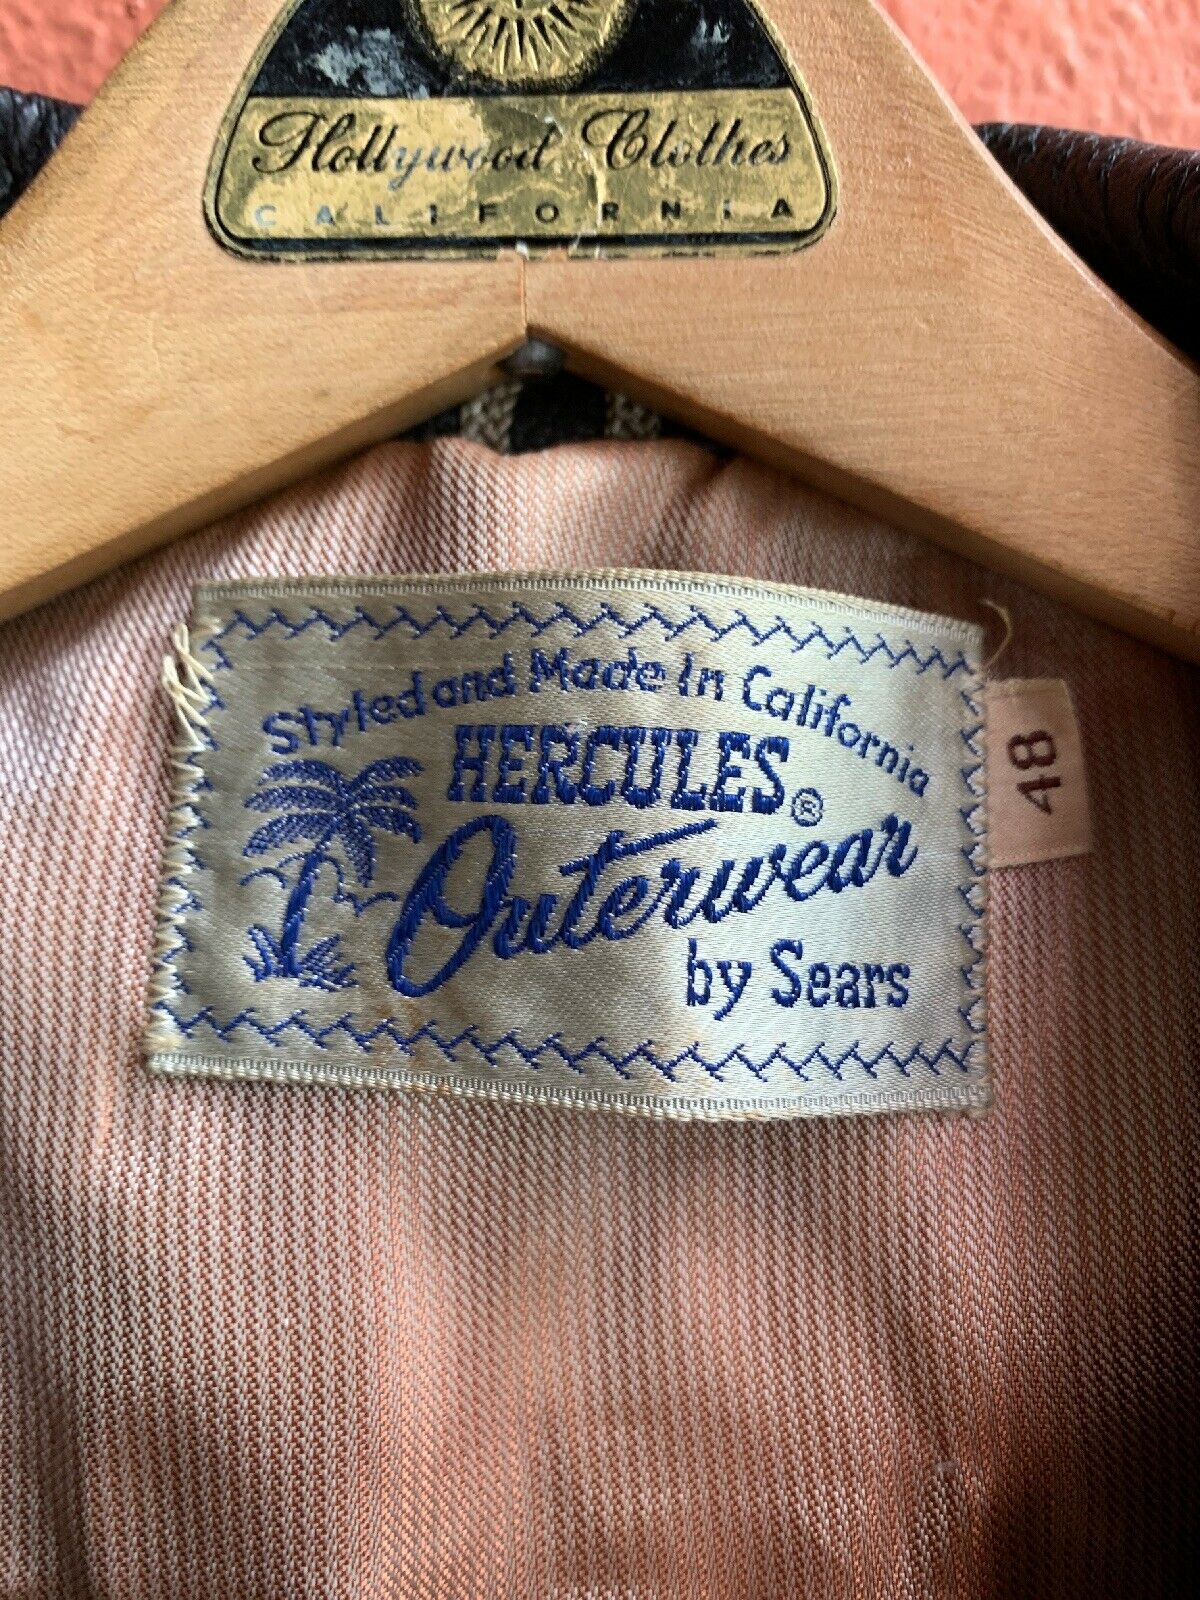 Hollywood Clothes
CALIFORNIA
Styled and Made In California
HERCULES®
Outerwear
by Sears
48